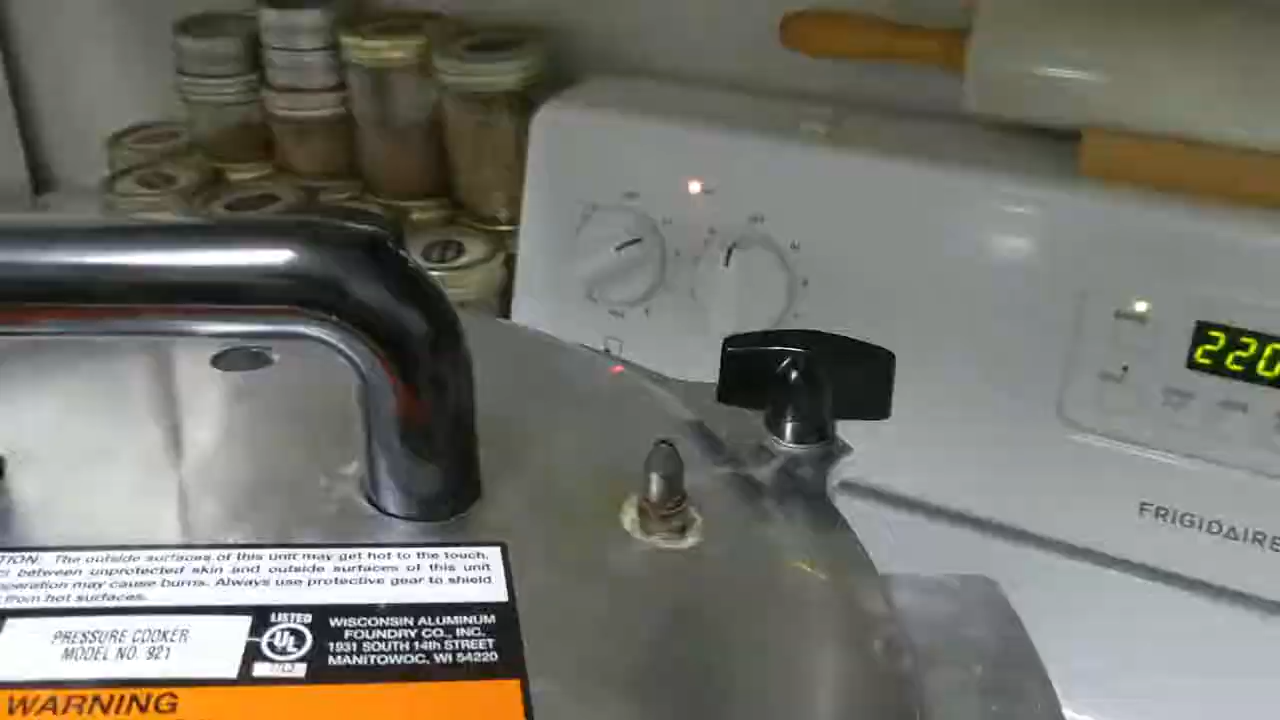 220
FRIGIDAIRE
TION: The outside surfaces of this unit may get hot to the touch.
between unprotected skin and outside surfaces of this unit
peration may cause burns. Always use protective gear to shield
from hot surfaces.
PRESSURE COOKER
MODEL NO. 921
LISTED
UL
WISCONSIN ALUMINUM
FOUNDRY CO., INC.
1931 SOUTH 14th STREET
MANITOWOC, WI 54220
WARNING